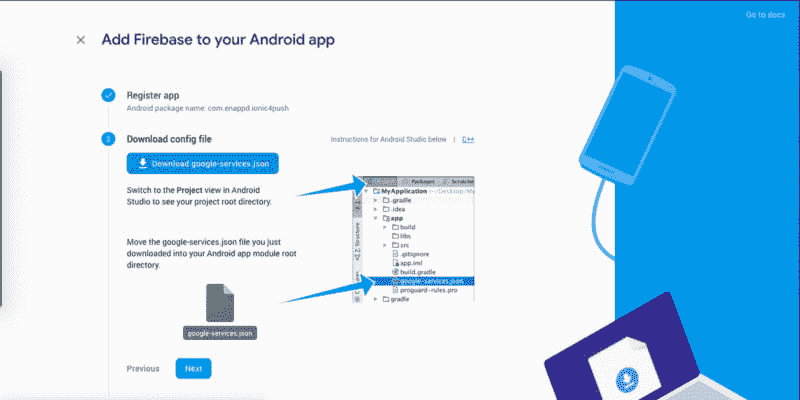 Go to docs
Add Firebase to your Android app
Register app
Android package name: com.enappd.ionic4push
2
Download config file
Instructions for Android Studio below | C++
Download google-services.json
Switch to the Project view in Android
Studio to see your project root directory.
Move the google-services.json file you just
downloaded into your Android app module root
directory.
google-services.json
Packages
MyApplication (~/Desktop/My
.gradle
.idea
app
build
libs
src
.gitignore
app.iml
build.gradle
google-services.json
proguard-rules.pro
gradle
Structure
Previous
Next